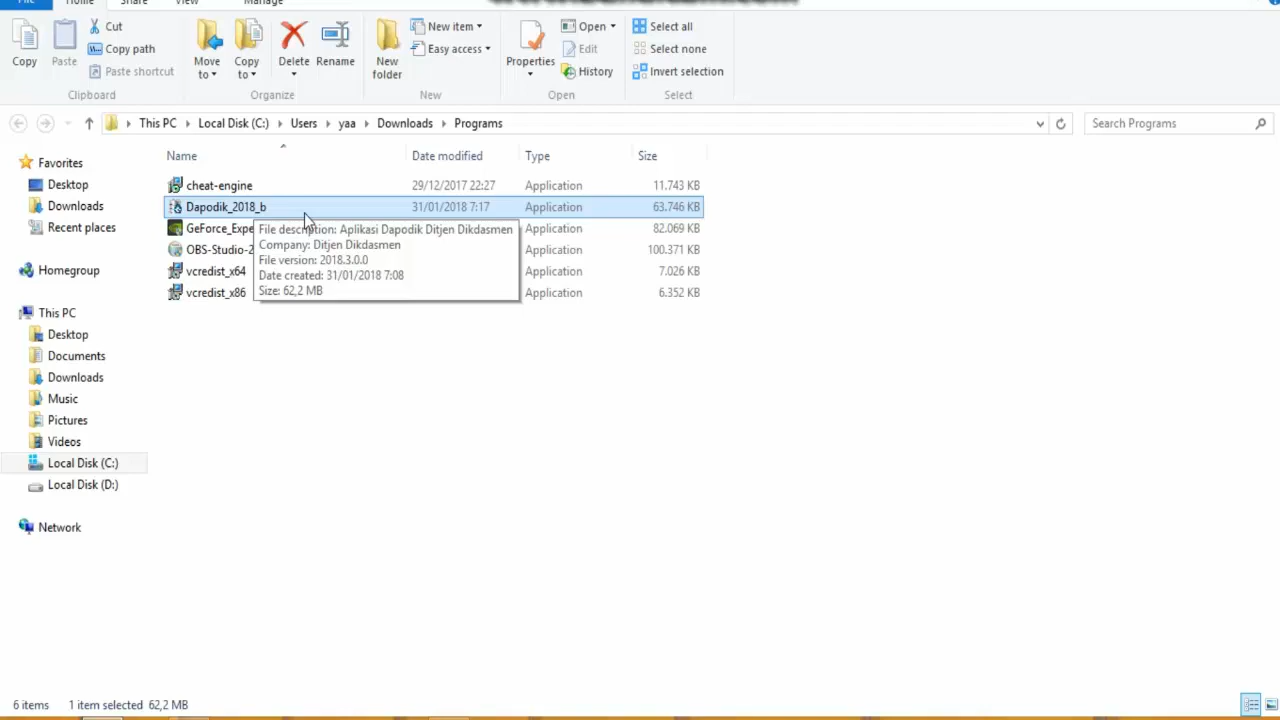 File Home Share View Manage
Copy
Paste
Cut
Copy path
Paste shortcut
Clipboard
Move to
Copy to
Delete
Rename
Organize
New folder
New item
Easy access
New
Properties
Open
Edit
History
Open
Select all
Select none
Invert selection
Select
This PC Local Disk (C:) Users yaa Downloads Programs
Search Programs
Favorites
Desktop
Downloads
Recent places
Homegroup
This PC
Desktop
Documents
Downloads
Music
Pictures
Videos
Local Disk (C:)
Local Disk (D:)
Network
Name Date modified Type Size
cheat-engine 29/12/2017 22:27 Application 11.743 KB
Dapodik_2018_b 31/01/2018 7:17 Application 63.746 KB
GeForce_Expe Application 82.069 KB
OBS-Studio-2 Application 100.371 KB
vcredist_x64 Application 7.026 KB
vcredist_x86 Application 6.352 KB
File description: Aplikasi Dapodik Ditjen Dikdasmen
Company: Ditjen Dikdasmen
File version: 2018.3.0.0
Date created: 31/01/2018 7:08
Size: 62,2 MB
6 items 1 item selected 62,2 MB